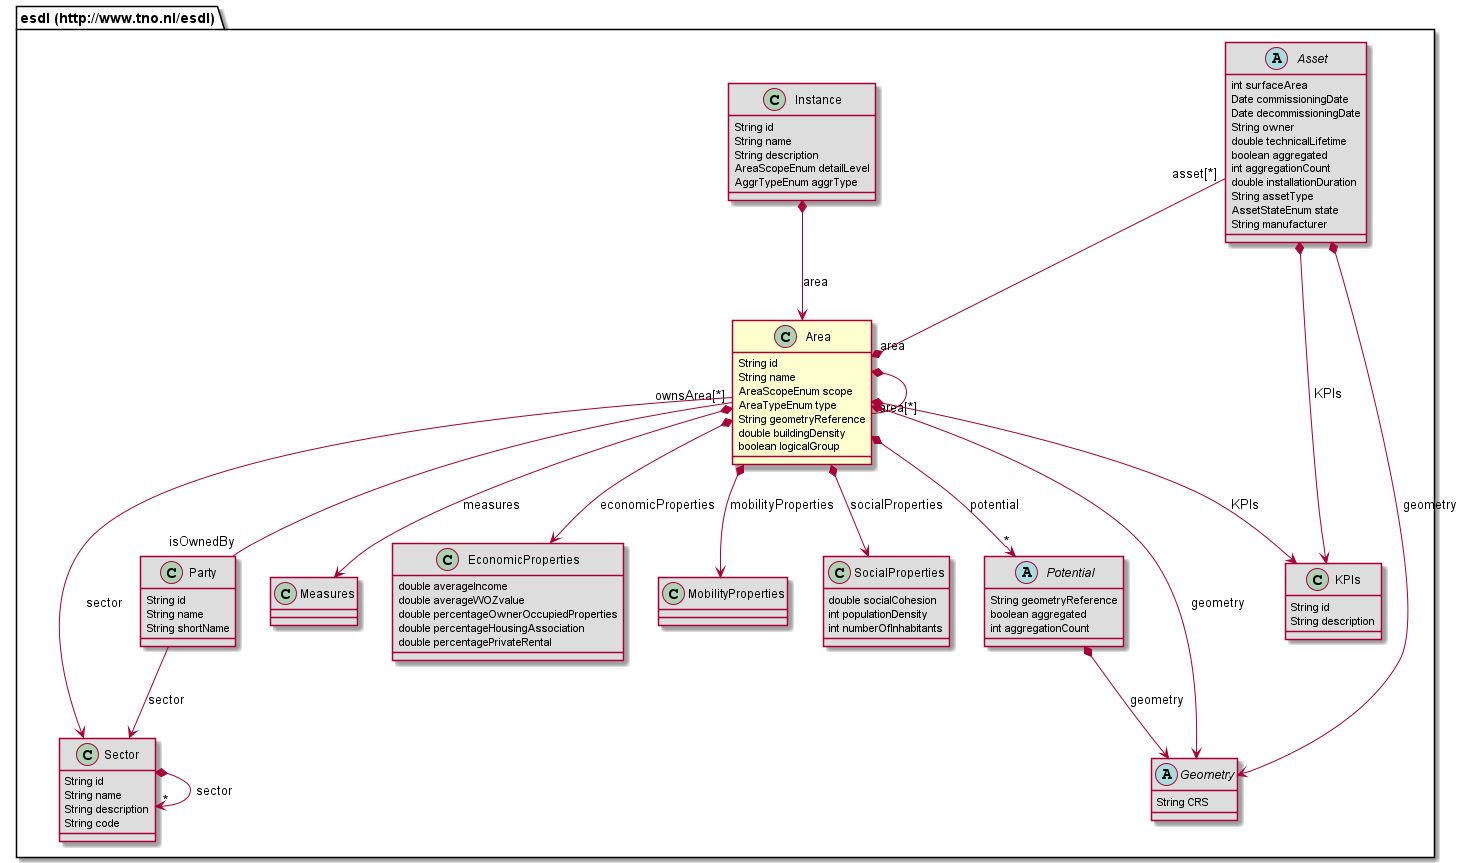 esdl (http://www.tno.nl/esdl)
A Asset
int surfaceArea
Date commissioningDate
Date decommissioningDate
String owner
double technicalLifetime
boolean aggregated
int aggregationCount
double installationDuration
String assetType
AssetStateEnum state
String manufacturer
C Instance
String id
String name
String description
AreaScopeEnum detailLevel
AggrTypeEnum aggrType
asset[*]
area
C Area
String id
String name
AreaScopeEnum scope
AreaTypeEnum type
String geometryReference
double buildingDensity
boolean logicalGroup
area
area[*]
ownsArea[*]
KPIs
measures
economicProperties
mobilityProperties
socialProperties
potential
KPIs
geometry
isOwnedBy
*
C Party
String id
String name
String shortName
C Measures
C EconomicProperties
double averageIncome
double averageWOZvalue
double percentageOwnerOccupiedProperties
double percentageHousingAssociation
double percentagePrivateRental
C MobilityProperties
C SocialProperties
double socialCohesion
int populationDensity
int numberOfInhabitants
A Potential
String geometryReference
boolean aggregated
int aggregationCount
C KPIs
String id
String description
sector
geometry
sector
geometry
C Sector
String id
String name
String description
String code
sector
*
A Geometry
String CRS